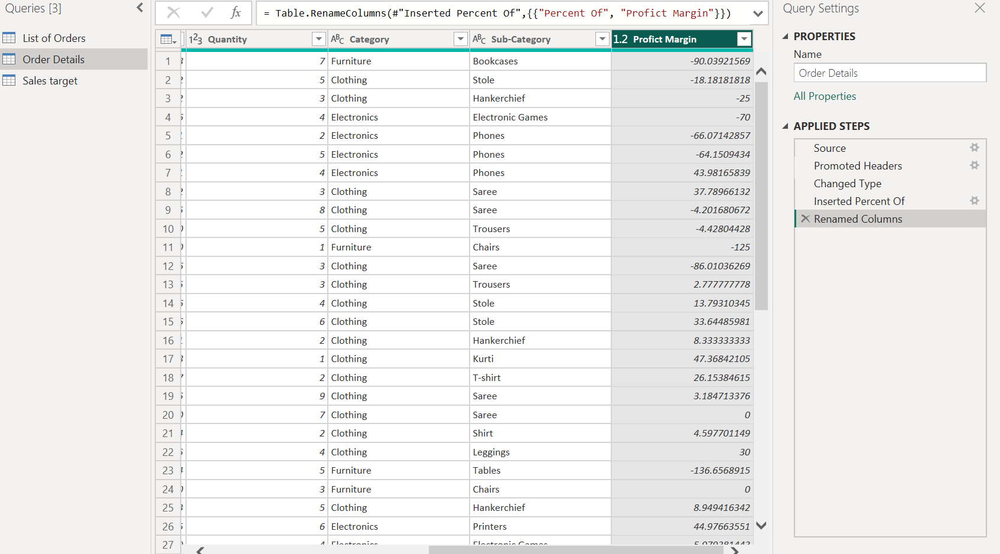 Queries [3]
List of Orders
Order Details
Sales target
fx = Table.RenameColumns(#"Inserted Percent Of",{{"Percent Of", "Profict Margin"}})
1²3 Quantity ABC Category ABC Sub-Category 1.2 Profict Margin
1 7 Furniture Bookcases -90.03921569
2 5 Clothing Stole -18.18181818
3 3 Clothing Hankerchief -25
4 4 Electronics Electronic Games -70
5 2 Electronics Phones -66.07142857
6 5 Electronics Phones -64.1509434
7 4 Electronics Phones 43.98165839
8 3 Clothing Saree 37.78966132
9 8 Clothing Saree -4.201680672
10 5 Clothing Trousers -4.42804428
11 1 Furniture Chairs -125
12 3 Clothing Saree -86.01036269
13 3 Clothing Trousers 2.777777778
14 4 Clothing Stole 13.79310345
15 6 Clothing Stole 33.64485981
16 2 Clothing Hankerchief 8.333333333
17 1 Clothing Kurti 47.36842105
18 2 Clothing T-shirt 26.15384615
19 9 Clothing Saree 3.184713376
20 7 Clothing Saree 0
21 2 Clothing Shirt 4.597701149
22 4 Clothing Leggings 30
23 5 Furniture Tables -136.6568915
24 3 Furniture Chairs 0
25 5 Clothing Hankerchief 8.949416342
26 6 Electronics Printers 44.97663551
27 4 Electronics Electronic Games
Query Settings
PROPERTIES
Name
Order Details
All Properties
APPLIED STEPS
Source
Promoted Headers
Changed Type
Inserted Percent Of
Renamed Columns